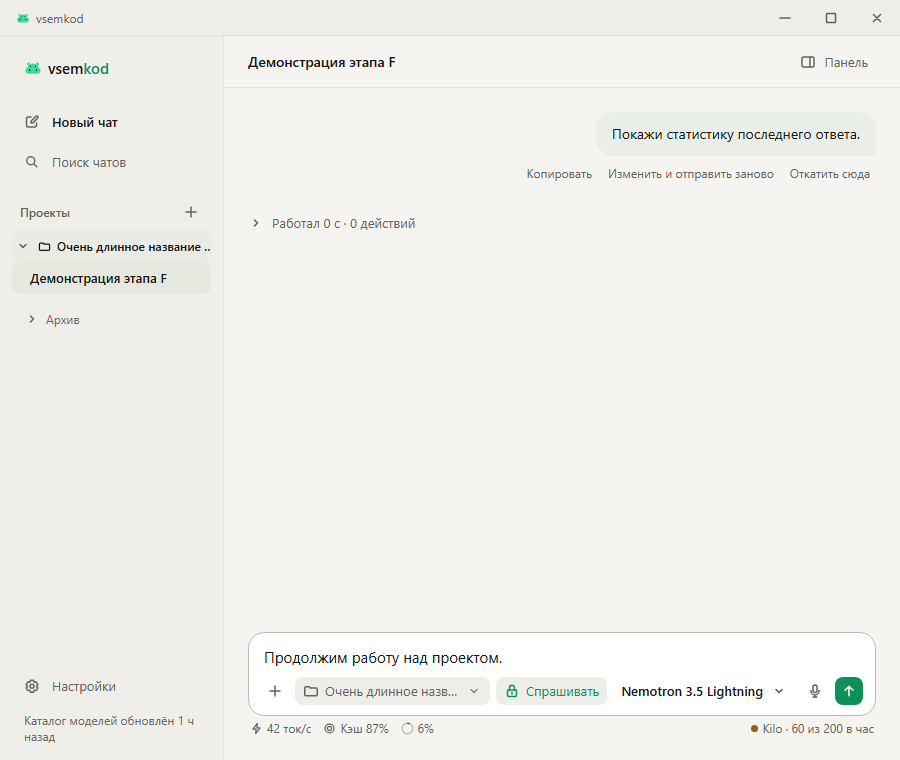 vsemkod
vsemkod
Новый чат
Поиск чатов
Проекты
Очень длинное название ..
Демонстрация этапа F
Архив
Настройки
Каталог моделей обновлён 1 ч
назад
Демонстрация этапа F
Панель
Покажи статистику последнего ответа.
Копировать Изменить и отправить заново Откатить сюда
Работал 0 с · 0 действий
Продолжим работу над проектом.
Очень длинное назв... Спрашивать Nemotron 3.5 Lightning
42 ток/с Кэш 87% 6% Kilo · 60 из 200 в час